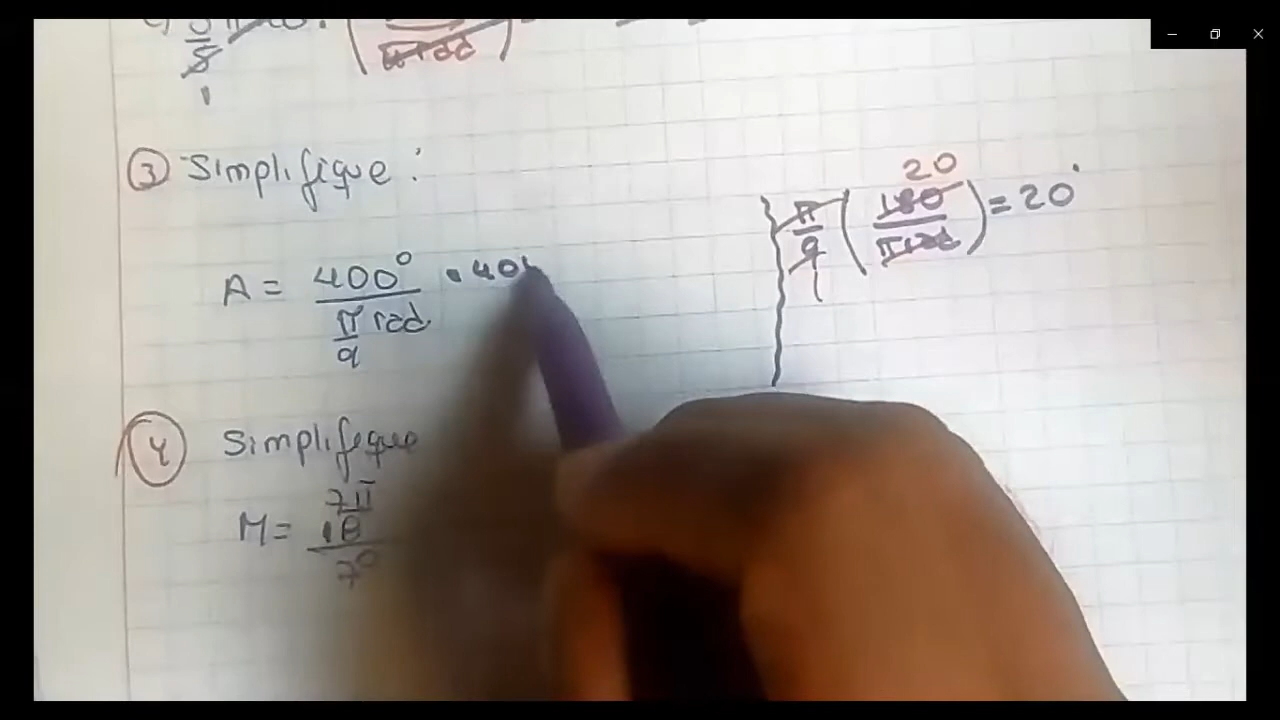 ③ Simplifique:
A = 400° / (π/9 rad) · 40
π/9 (180/π rad) = 20°
20
④ Simplifique
M = (7π/18) / 7°